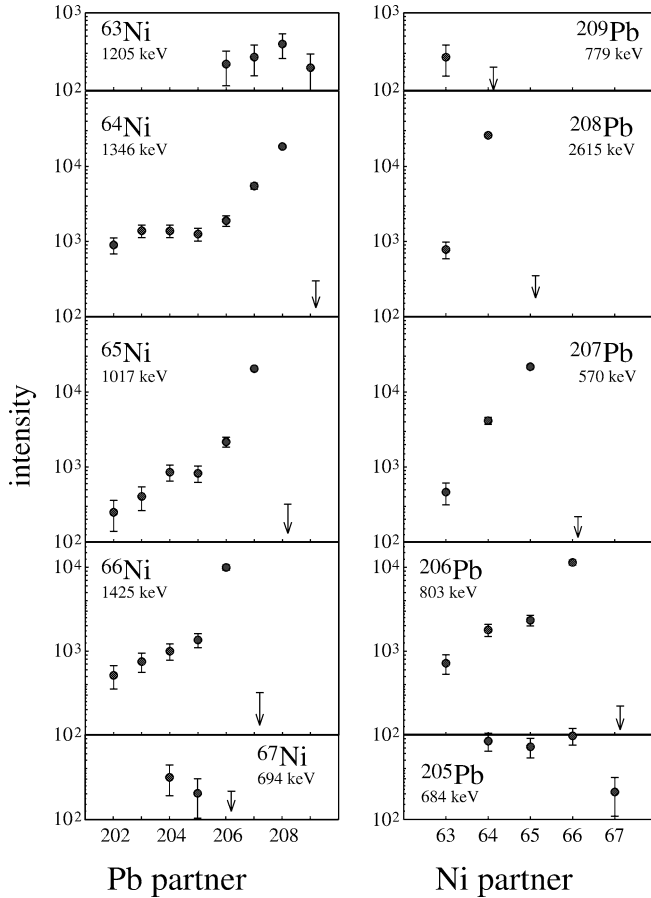 10³
⁶³Ni
1205 keV
10²
⁶⁴Ni
1346 keV
10⁴
10³
10²
⁶⁵Ni
1017 keV
10⁴
10³
10²
⁶⁶Ni
1425 keV
10⁴
10³
10²
⁶⁷Ni
694 keV
10²
202 204 206 208
Pb partner
intensity
10³
²⁰⁹Pb
779 keV
10²
²⁰⁸Pb
2615 keV
10⁴
10³
10²
²⁰⁷Pb
570 keV
10⁴
10³
10²
²⁰⁶Pb
803 keV
10⁴
10³
10²
²⁰⁵Pb
684 keV
10²
63 64 65 66 67
Ni partner